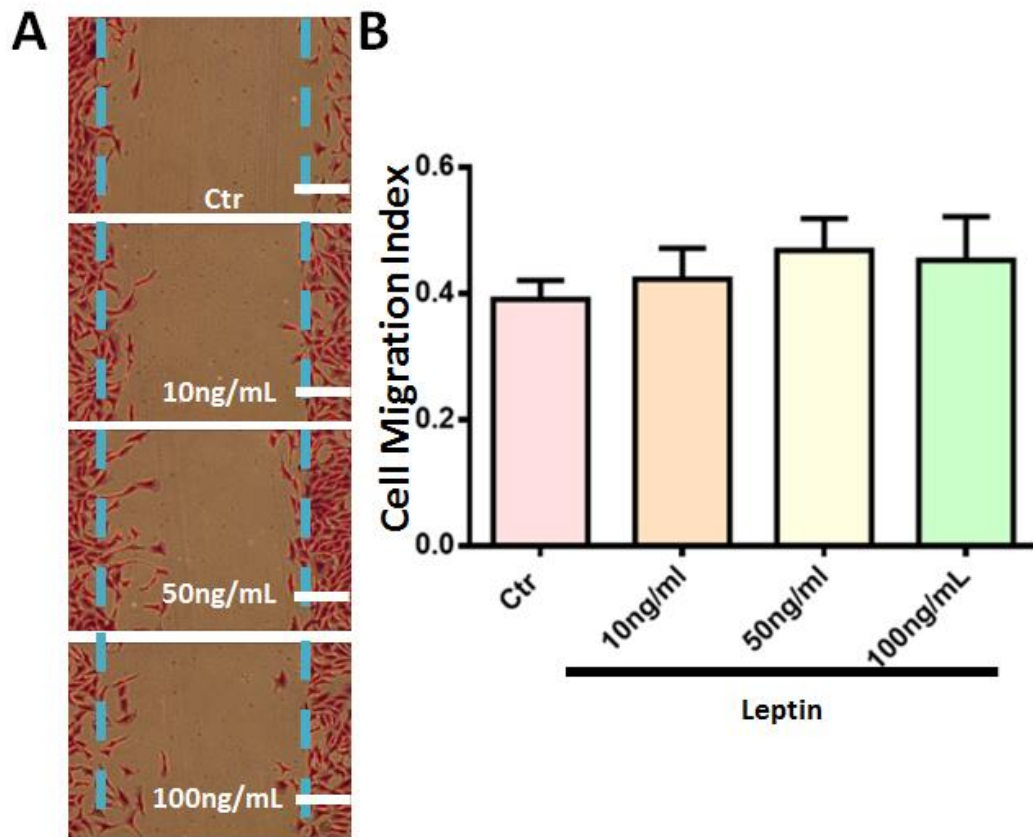 A
Ctr
10ng/mL
50ng/mL
100ng/mL
B
Cell Migration Index
0.6
0.4
0.2
0.0
Ctr
10ng/ml
50ng/ml
100ng/mL
Leptin